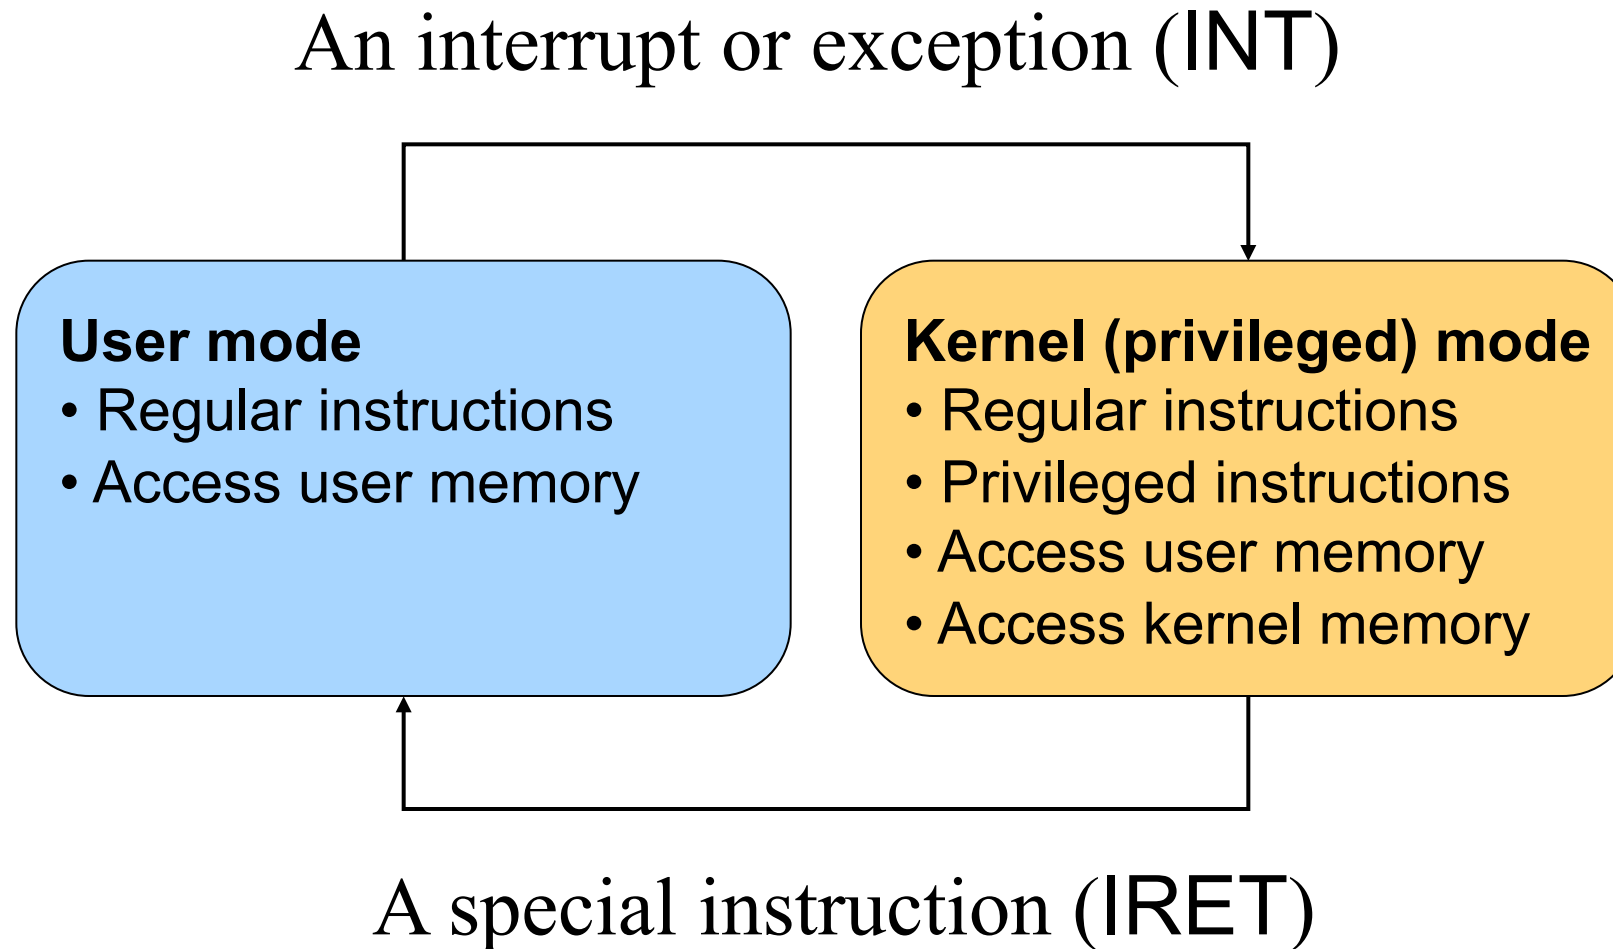 An interrupt or exception (INT)
User mode
• Regular instructions
• Access user memory
Kernel (privileged) mode
• Regular instructions
• Privileged instructions
• Access user memory
• Access kernel memory
A special instruction (IRET)